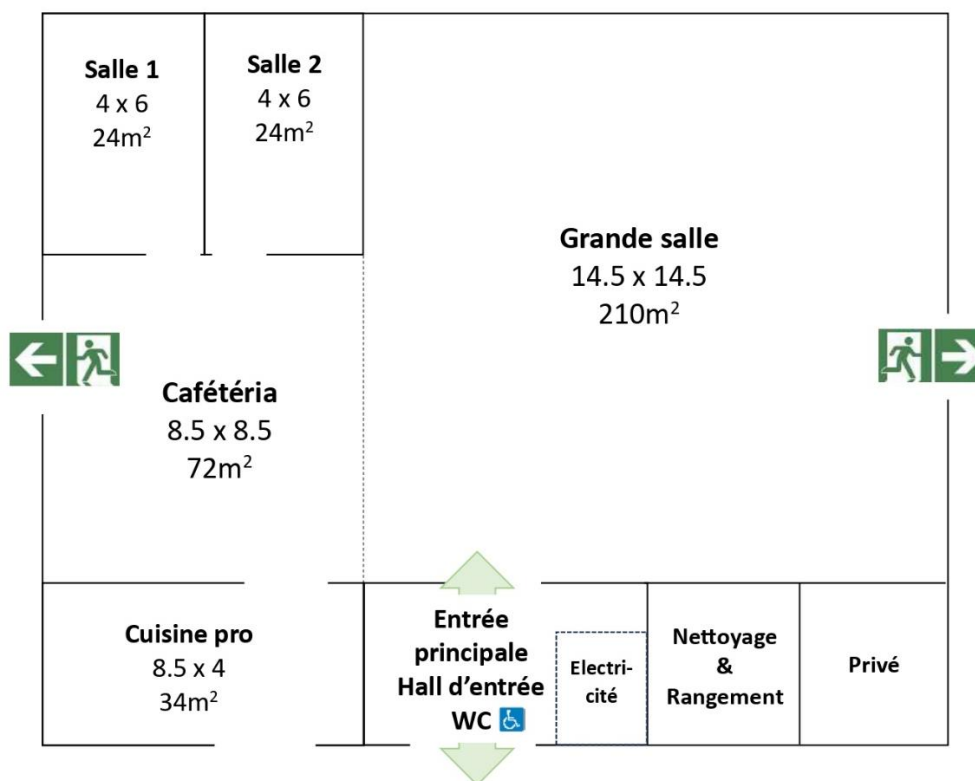 Salle 1
4 x 6
24m²
Salle 2
4 x 6
24m²
Grande salle
14.5 x 14.5
210m²
Cafétéria
8.5 x 8.5
72m²
Cuisine pro
8.5 x 4
34m²
Entrée
principale
Hall d'entrée
WC
Electri-
cité
Nettoyage
&
Rangement
Privé